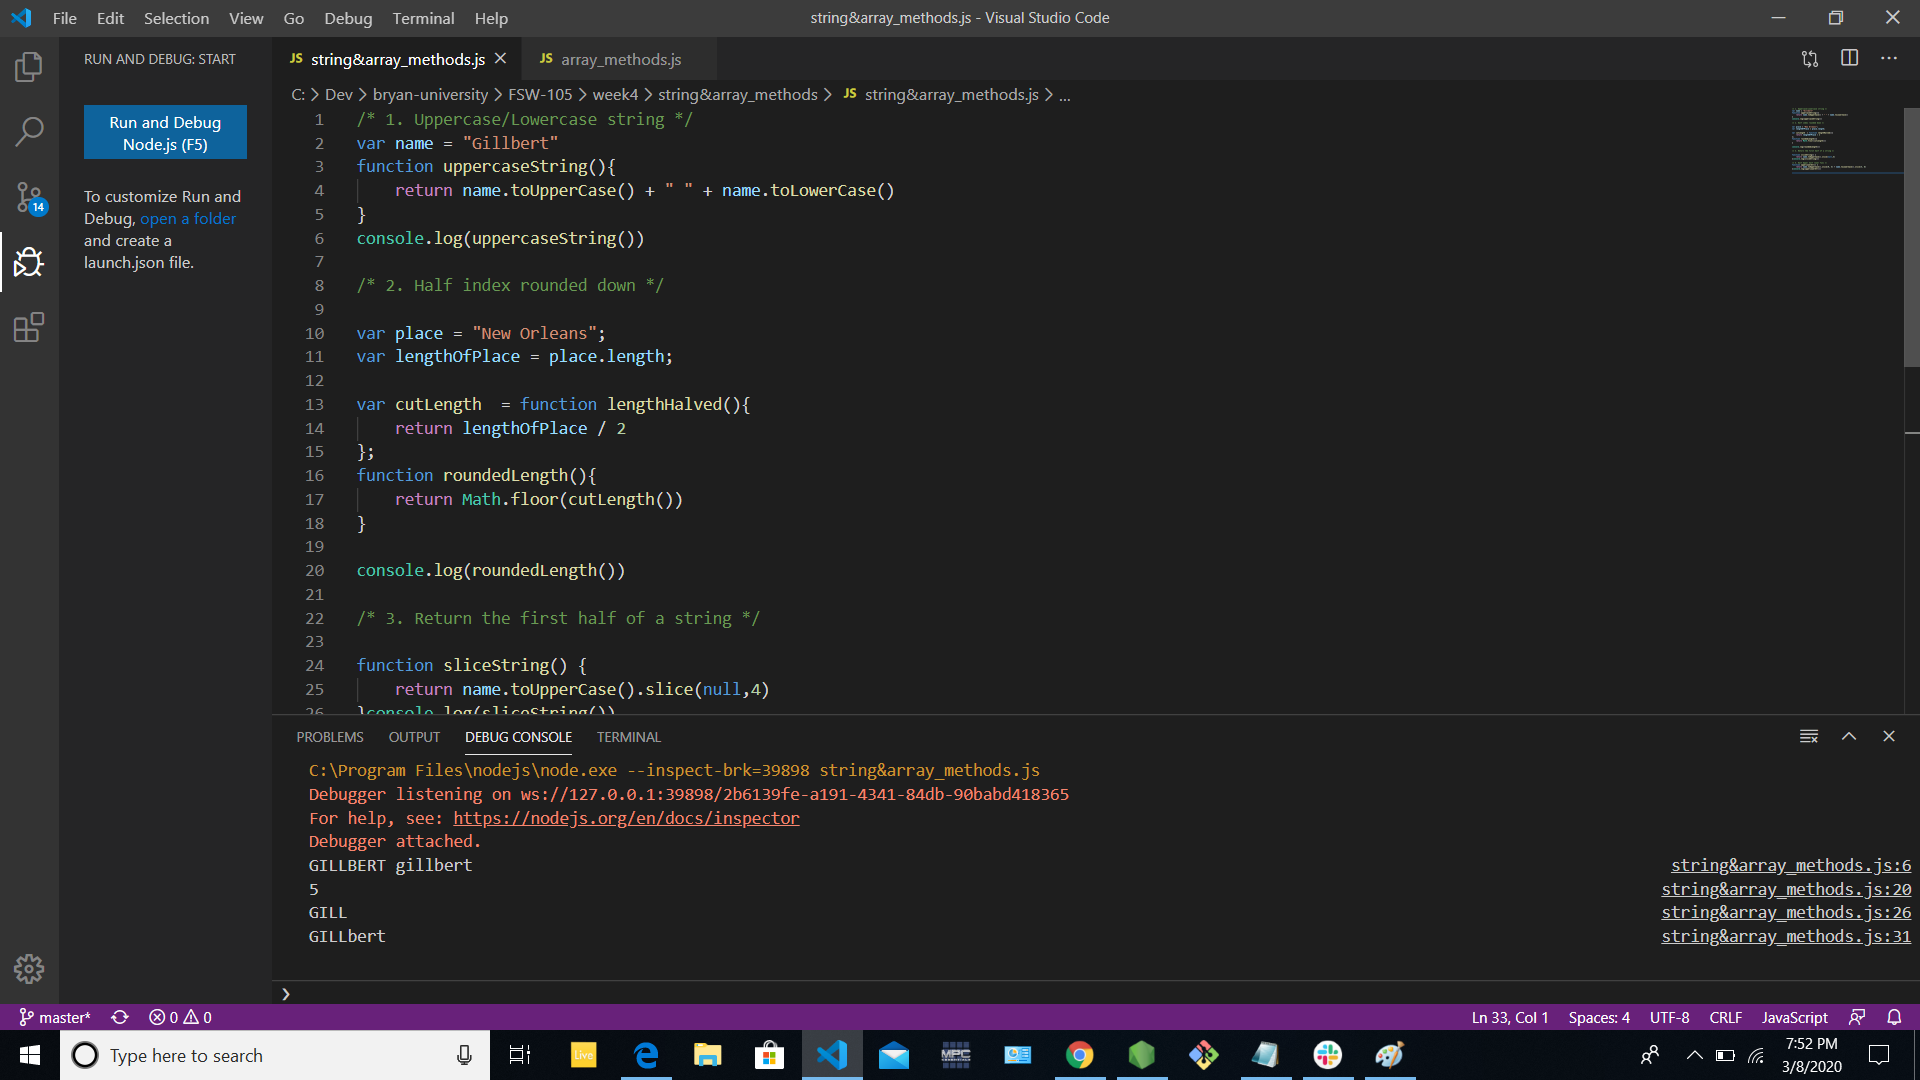 File Edit Selection View Go Debug Terminal Help
string&array_methods.js - Visual Studio Code
RUN AND DEBUG: START
Run and Debug
Node.js (F5)
To customize Run and
Debug, open a folder
and create a
launch.json file.
14
JS string&array_methods.js
JS array_methods.js
C: > Dev > bryan-university > FSW-105 > week4 > string&array_methods > JS string&array_methods.js > ...
1 /* 1. Uppercase/Lowercase string */
2 var name = "Gillbert"
3 function uppercaseString(){
4     return name.toUpperCase() + " " + name.toLowerCase()
5 }
6 console.log(uppercaseString())
7
8 /* 2. Half index rounded down */
9
10 var place = "New Orleans";
11 var lengthOfPlace = place.length;
12
13 var cutLength  = function lengthHalved(){
14     return lengthOfPlace / 2
15 };
16 function roundedLength(){
17     return Math.floor(cutLength())
18 }
19
20 console.log(roundedLength())
21
22 /* 3. Return the first half of a string */
23
24 function sliceString() {
25     return name.toUpperCase().slice(null,4)
26 }console.log(sliceString())
PROBLEMS OUTPUT DEBUG CONSOLE TERMINAL
C:\Program Files\nodejs\node.exe --inspect-brk=39898 string&array_methods.js
Debugger listening on ws://127.0.0.1:39898/2b6139fe-a191-4341-84db-90babd418365
For help, see: https://nodejs.org/en/docs/inspector
Debugger attached.
GILLBERT gillbert string&array_methods.js:6
5 string&array_methods.js:20
GILL string&array_methods.js:26
GILLbert string&array_methods.js:31
master* 0 0 Ln 33, Col 1 Spaces: 4 UTF-8 CRLF JavaScript
Type here to search
Live
MPC
7:52 PM
3/8/2020